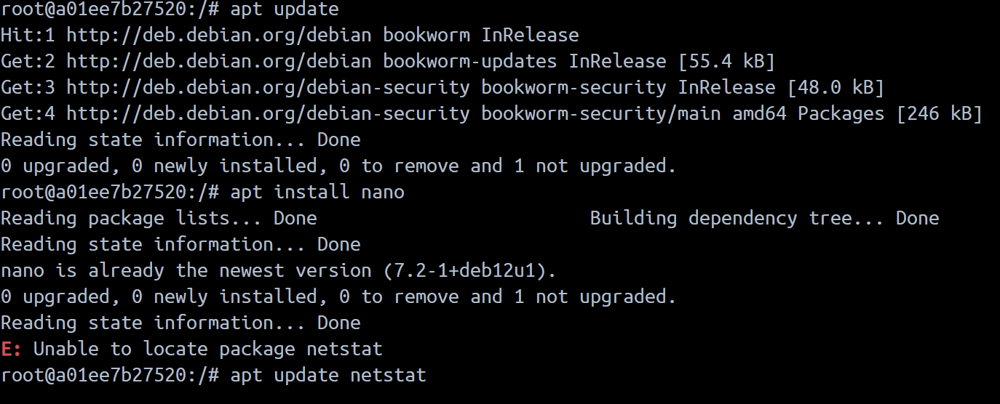 root@a01ee7b27520:/# apt update
Hit:1 http://deb.debian.org/debian bookworm InRelease
Get:2 http://deb.debian.org/debian bookworm-updates InRelease [55.4 kB]
Get:3 http://deb.debian.org/debian-security bookworm-security InRelease [48.0 kB]
Get:4 http://deb.debian.org/debian-security bookworm-security/main amd64 Packages [246 kB]
Reading state information... Done
0 upgraded, 0 newly installed, 0 to remove and 1 not upgraded.
root@a01ee7b27520:/# apt install nano
Reading package lists... Done Building dependency tree... Done
Reading state information... Done
nano is already the newest version (7.2-1+deb12u1).
0 upgraded, 0 newly installed, 0 to remove and 1 not upgraded.
Reading state information... Done
E: Unable to locate package netstat
root@a01ee7b27520:/# apt update netstat